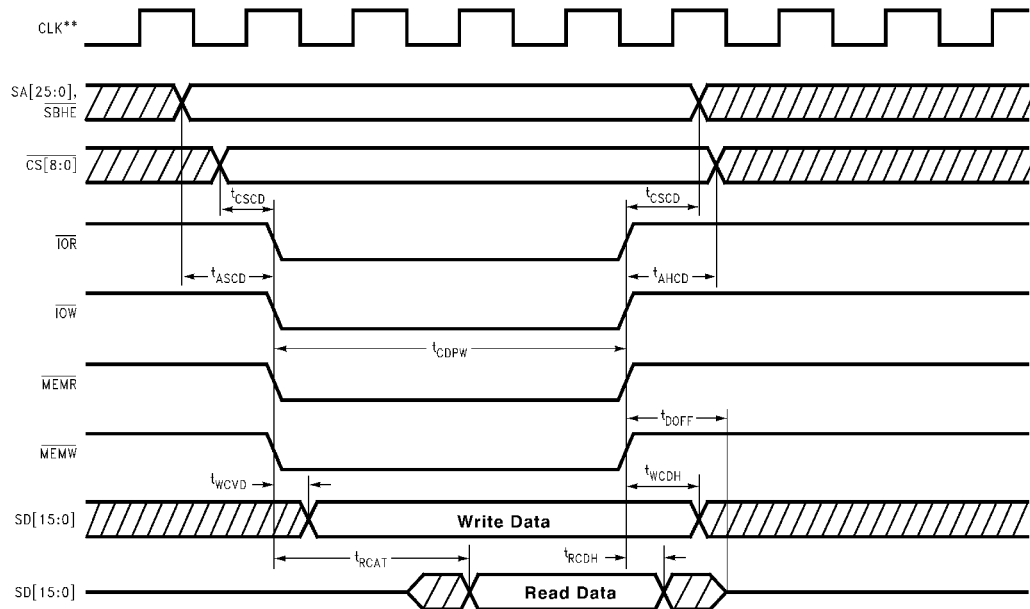 CLK**
SA[25:0],
SBHE
CS[8:0]
tCSCD
tCSCD
IOR
tASCD
tAHCD
IOW
tCDPW
MEMR
tDOFF
MEMW
tWCVD
tWCDH
SD[15:0]
Write Data
tRCAT
tRCDH
SD[15:0]
Read Data